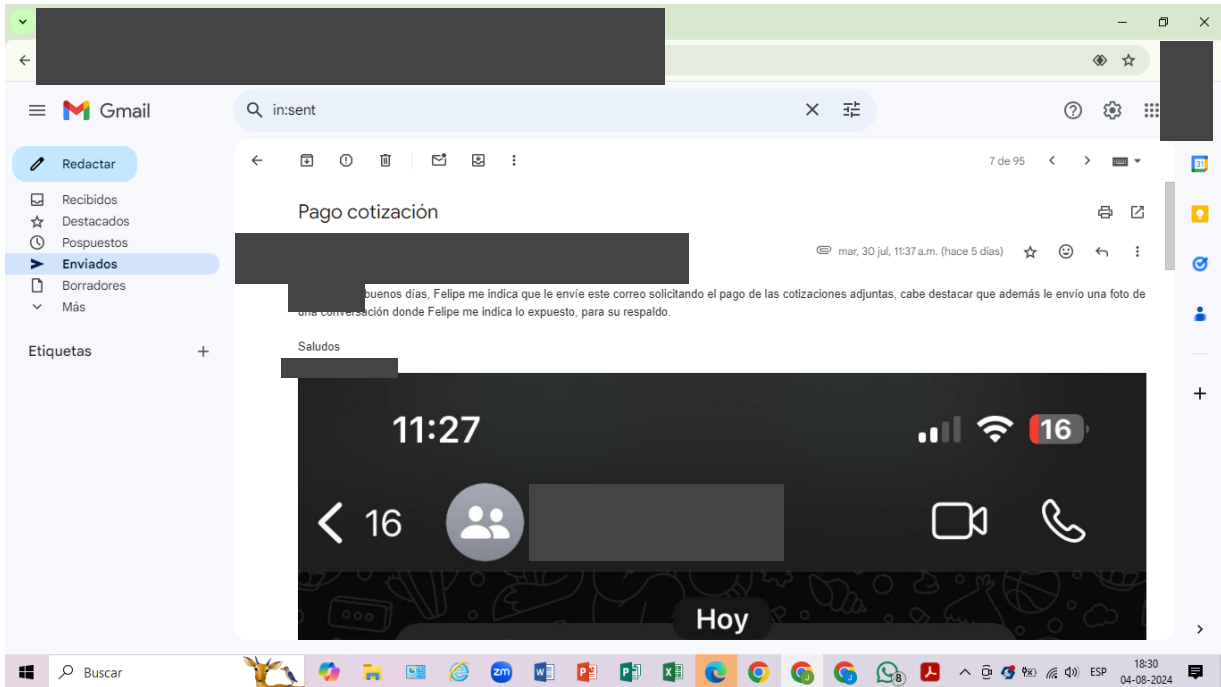 Gmail
in:sent
Redactar
7 de 95
Recibidos
Destacados
Pospuestos
Enviados
Borradores
Más
Etiquetas
Pago cotización
mar, 30 jul, 11:37 a.m. (hace 5 días)
buenos días, Felipe me indica que le envíe este correo solicitando el pago de las cotizaciones adjuntas, cabe destacar que además le envío una foto de
una conversación donde Felipe me indica lo expuesto, para su respaldo.
Saludos
11:27
16
16
Hoy
31
Buscar
zm
8
ESP
18:30
04-08-2024